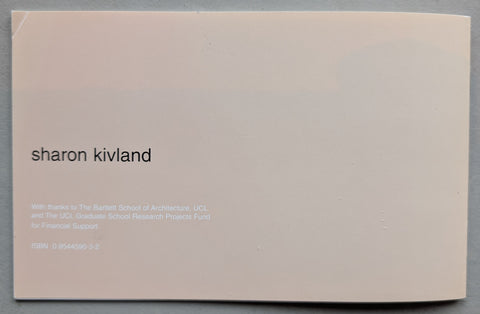 sharon kivland
With thanks to The Bartlett School of Architecture, UCL,
and The UCL Graduate School Research Projects Fund
for Financial Support.
ISBN :0 9544590-3-2